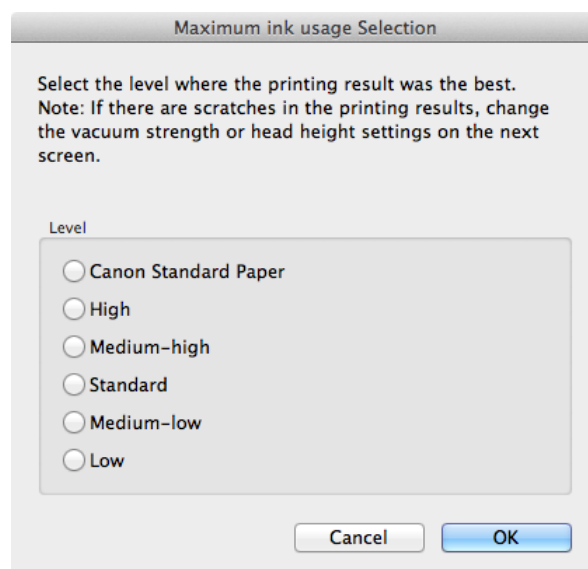 Maximum ink usage Selection
Select the level where the printing result was the best.
Note: If there are scratches in the printing results, change
the vacuum strength or head height settings on the next
screen.
Level
Canon Standard Paper
High
Medium-high
Standard
Medium-low
Low
Cancel
OK